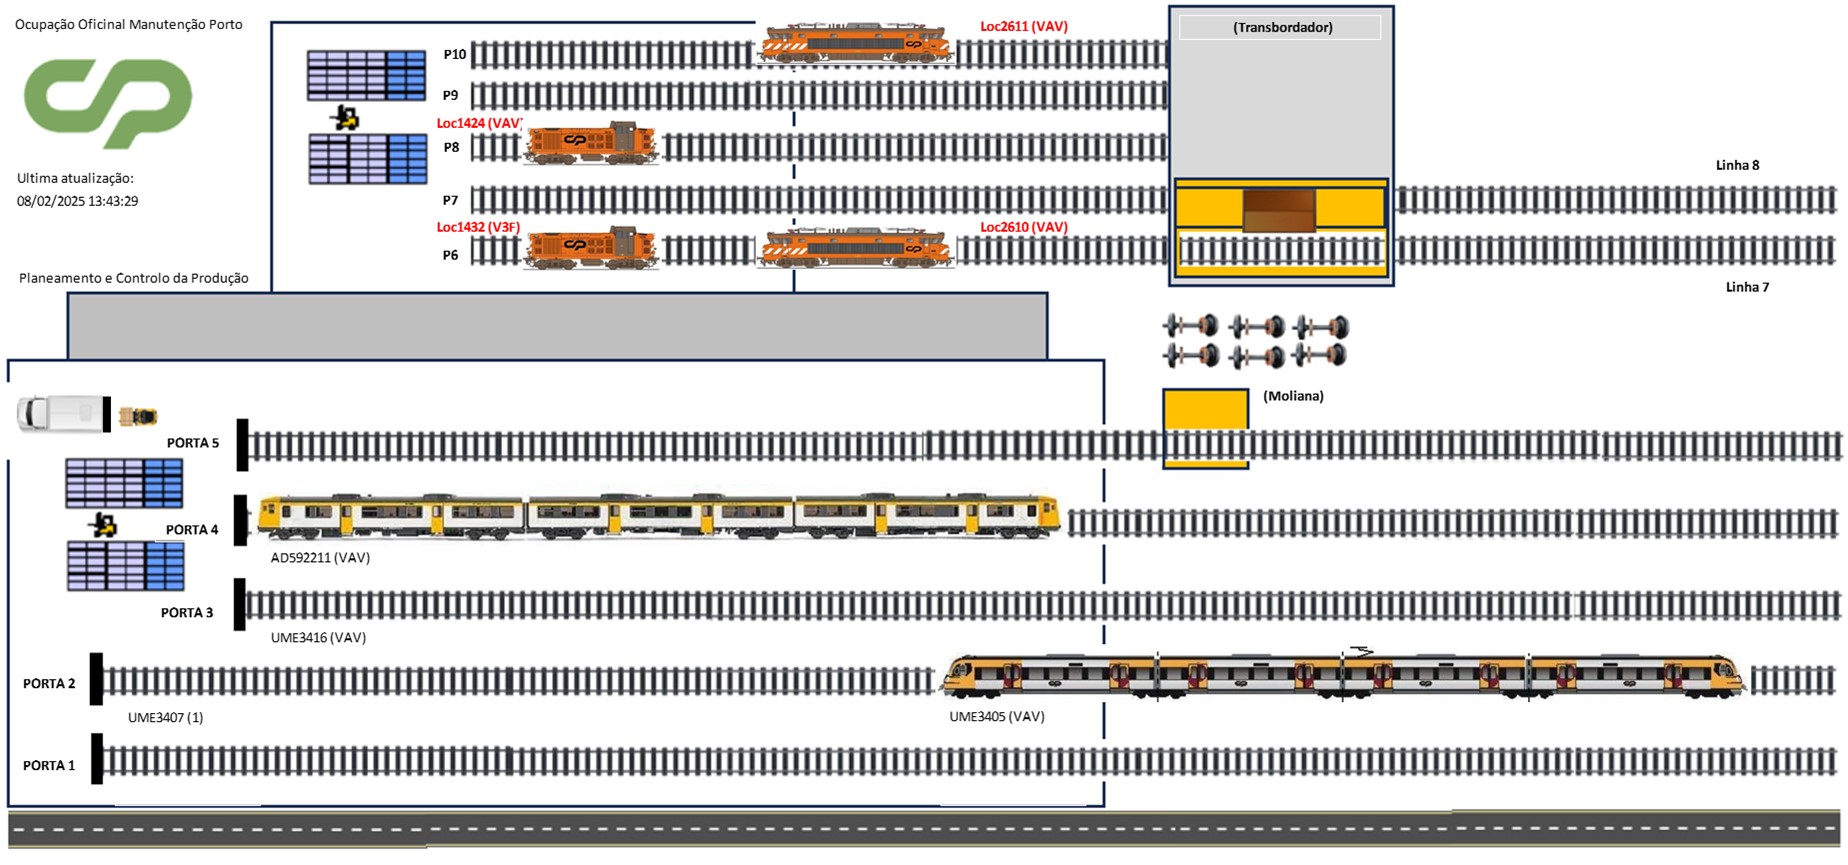 Ocupação Oficinal Manutenção Porto
Ultima atualização:
08/02/2025 13:43:29
Planeamento e Controlo da Produção
Loc2611 (VAV)
(Transbordador)
P10
P9
Loc1424 (VAV)
P8
Linha 8
P7
Loc1432 (V3F)
Loc2610 (VAV)
P6
Linha 7
(Moliana)
PORTA 5
PORTA 4
AD592211 (VAV)
PORTA 3
UME3416 (VAV)
PORTA 2
UME3407 (1)
UME3405 (VAV)
PORTA 1